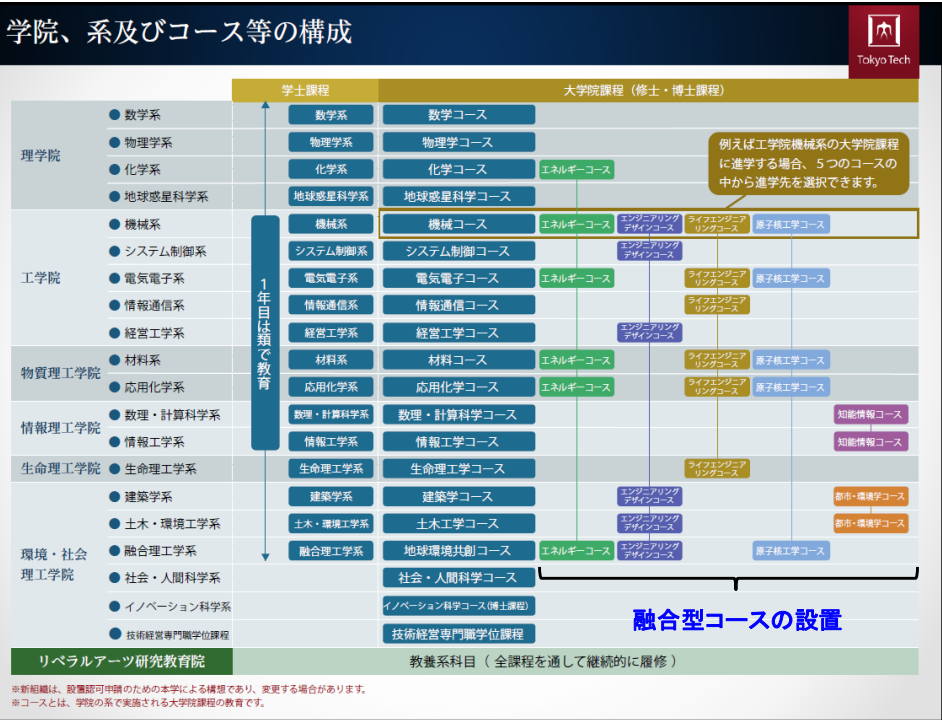 学院、系及びコース等の構成
Tokyo Tech
学士課程
大学院課程（修士・博士課程）
例えば工学院機械系の大学院課程
に進学する場合、５つのコースの
中から進学先を選択できます。
1年目は類で教育
理学院
●数学系 数学系 数学コース
●物理学系 物理学系 物理学コース
●化学系 化学系 化学コース エネルギーコース
●地球惑星科学系 地球惑星科学系 地球惑星科学コース
工学院
●機械系 機械系 機械コース エネルギーコース エンジニアリングデザインコース ライフエンジニアリングコース 原子核工学コース
●システム制御系 システム制御系 システム制御コース エンジニアリングデザインコース
●電気電子系 電気電子系 電気電子コース エネルギーコース ライフエンジニアリングコース 原子核工学コース
●情報通信系 情報通信系 情報通信コース ライフエンジニアリングコース
●経営工学系 経営工学系 経営工学コース エンジニアリングデザインコース
物質理工学院
●材料系 材料系 材料コース エネルギーコース ライフエンジニアリングコース 原子核工学コース
●応用化学系 応用化学系 応用化学コース エネルギーコース ライフエンジニアリングコース 原子核工学コース
情報理工学院
●数理・計算科学系 数理・計算科学系 数理・計算科学コース 知能情報コース
●情報工学系 情報工学系 情報工学コース 知能情報コース
生命理工学院
●生命理工学系 生命理工学系 生命理工学コース ライフエンジニアリングコース
環境・社会
理工学院
●建築学系 建築学系 建築学コース エンジニアリングデザインコース 都市・環境学コース
●土木・環境工学系 土木・環境工学系 土木工学コース エンジニアリングデザインコース 都市・環境学コース
●融合理工学系 融合理工学系 地球環境共創コース エネルギーコース エンジニアリングデザインコース 原子核工学コース
●社会・人間科学系 社会・人間科学コース
●イノベーション科学系 イノベーション科学コース(博士課程)
●技術経営専門職学位課程 技術経営専門職学位課程
融合型コースの設置
リベラルアーツ研究教育院 教養系科目（ 全課程を通して継続的に履修 ）
※新組織は、設置認可申請のための本学による構想であり、変更する場合があります。
※コースとは、学院の系で実施される大学院課程の教育です。